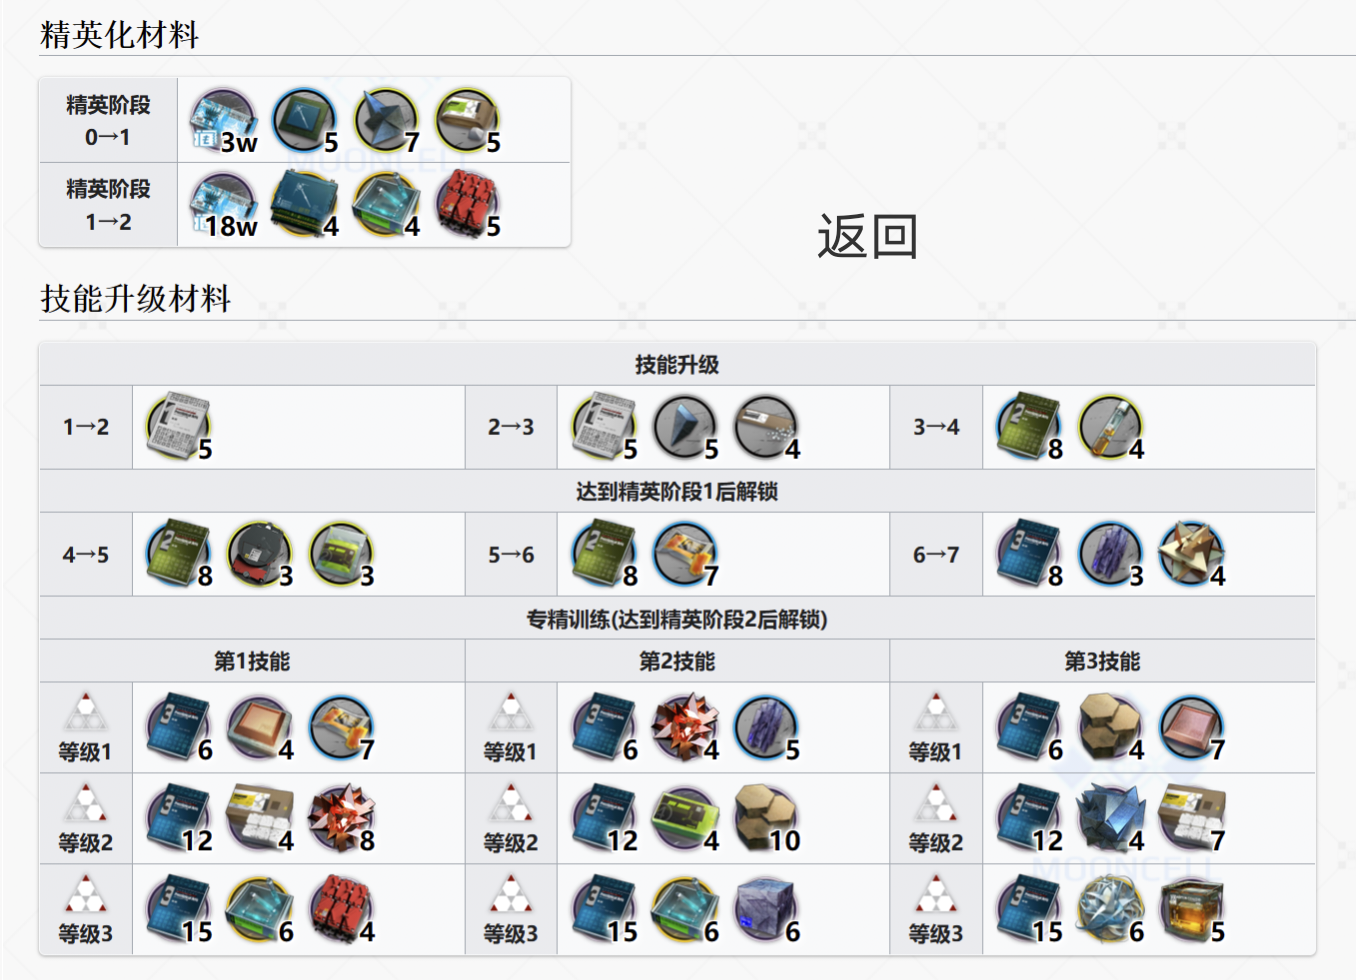 精英化材料
精英阶段
0→1
3w 5 7 5
精英阶段
1→2
18w 4 4 5
返回
技能升级材料
技能升级
1→2 5 2→3 5 5 4 3→4 8 4
达到精英阶段1后解锁
4→5 8 3 3 5→6 8 7 6→7 8 3 4
专精训练(达到精英阶段2后解锁)
第1技能 第2技能 第3技能
等级1 6 4 7 等级1 6 4 5 等级1 6 4 7
等级2 12 4 8 等级2 12 4 10 等级2 12 4 7
等级3 15 6 4 等级3 15 6 6 等级3 15 6 5
MOONCELL
MOONCELL